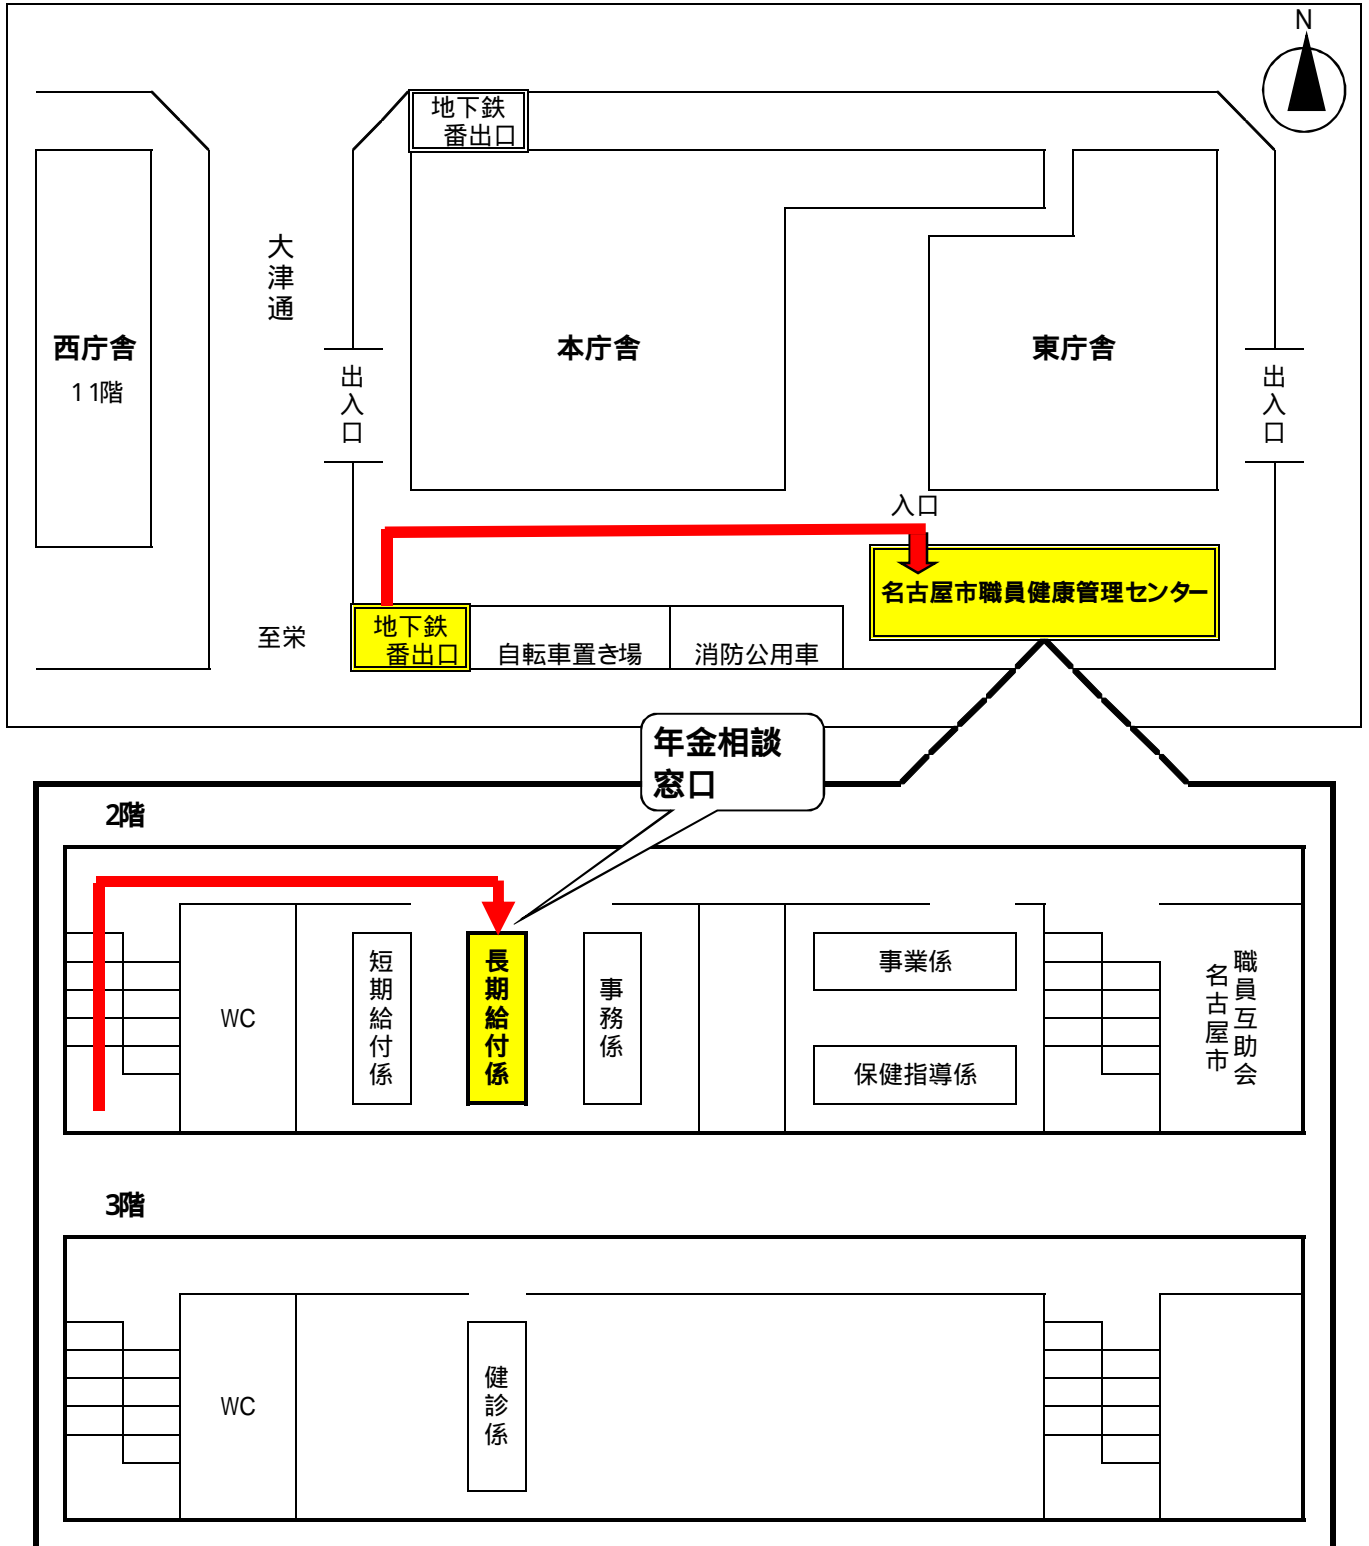 N
地下鉄
番出口
大津通
西庁舎
11階
本庁舎
東庁舎
出入口
出入口
入口
名古屋市職員健康管理センター
至栄
地下鉄
番出口
自転車置き場
消防公用車
年金相談
窓口
2階
WC
短期給付係
長期給付係
事務係
事業係
保健指導係
名古屋市
職員互助会
3階
WC
健診係